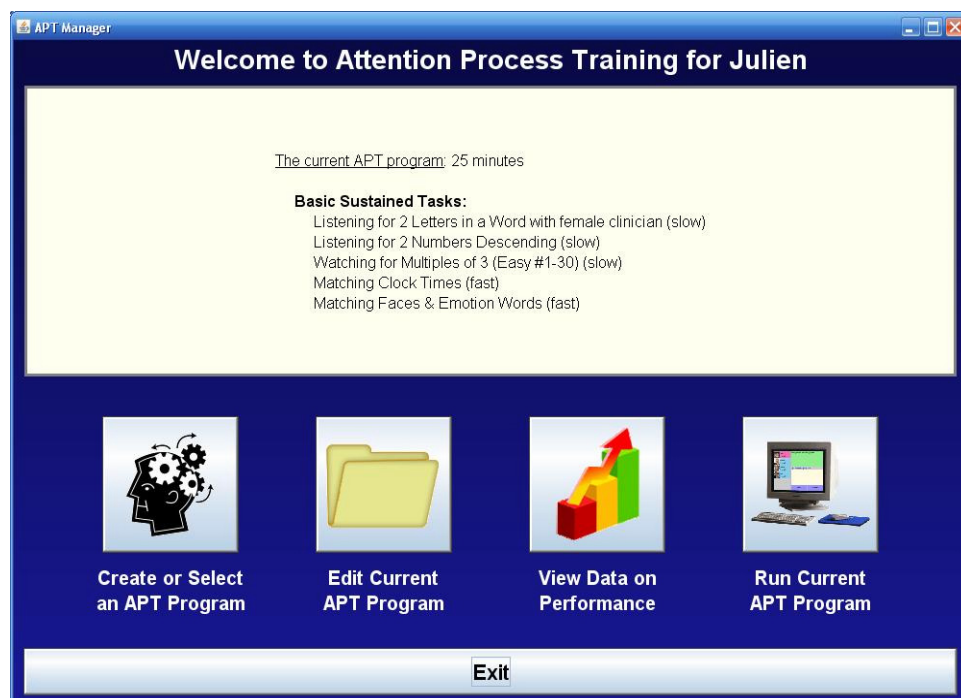 APT Manager
Welcome to Attention Process Training for Julien
The current APT program: 25 minutes
Basic Sustained Tasks:
Listening for 2 Letters in a Word with female clinician (slow)
Listening for 2 Numbers Descending (slow)
Watching for Multiples of 3 (Easy #1-30) (slow)
Matching Clock Times (fast)
Matching Faces & Emotion Words (fast)
Create or Select
an APT Program
Edit Current
APT Program
View Data on
Performance
Run Current
APT Program
Exit